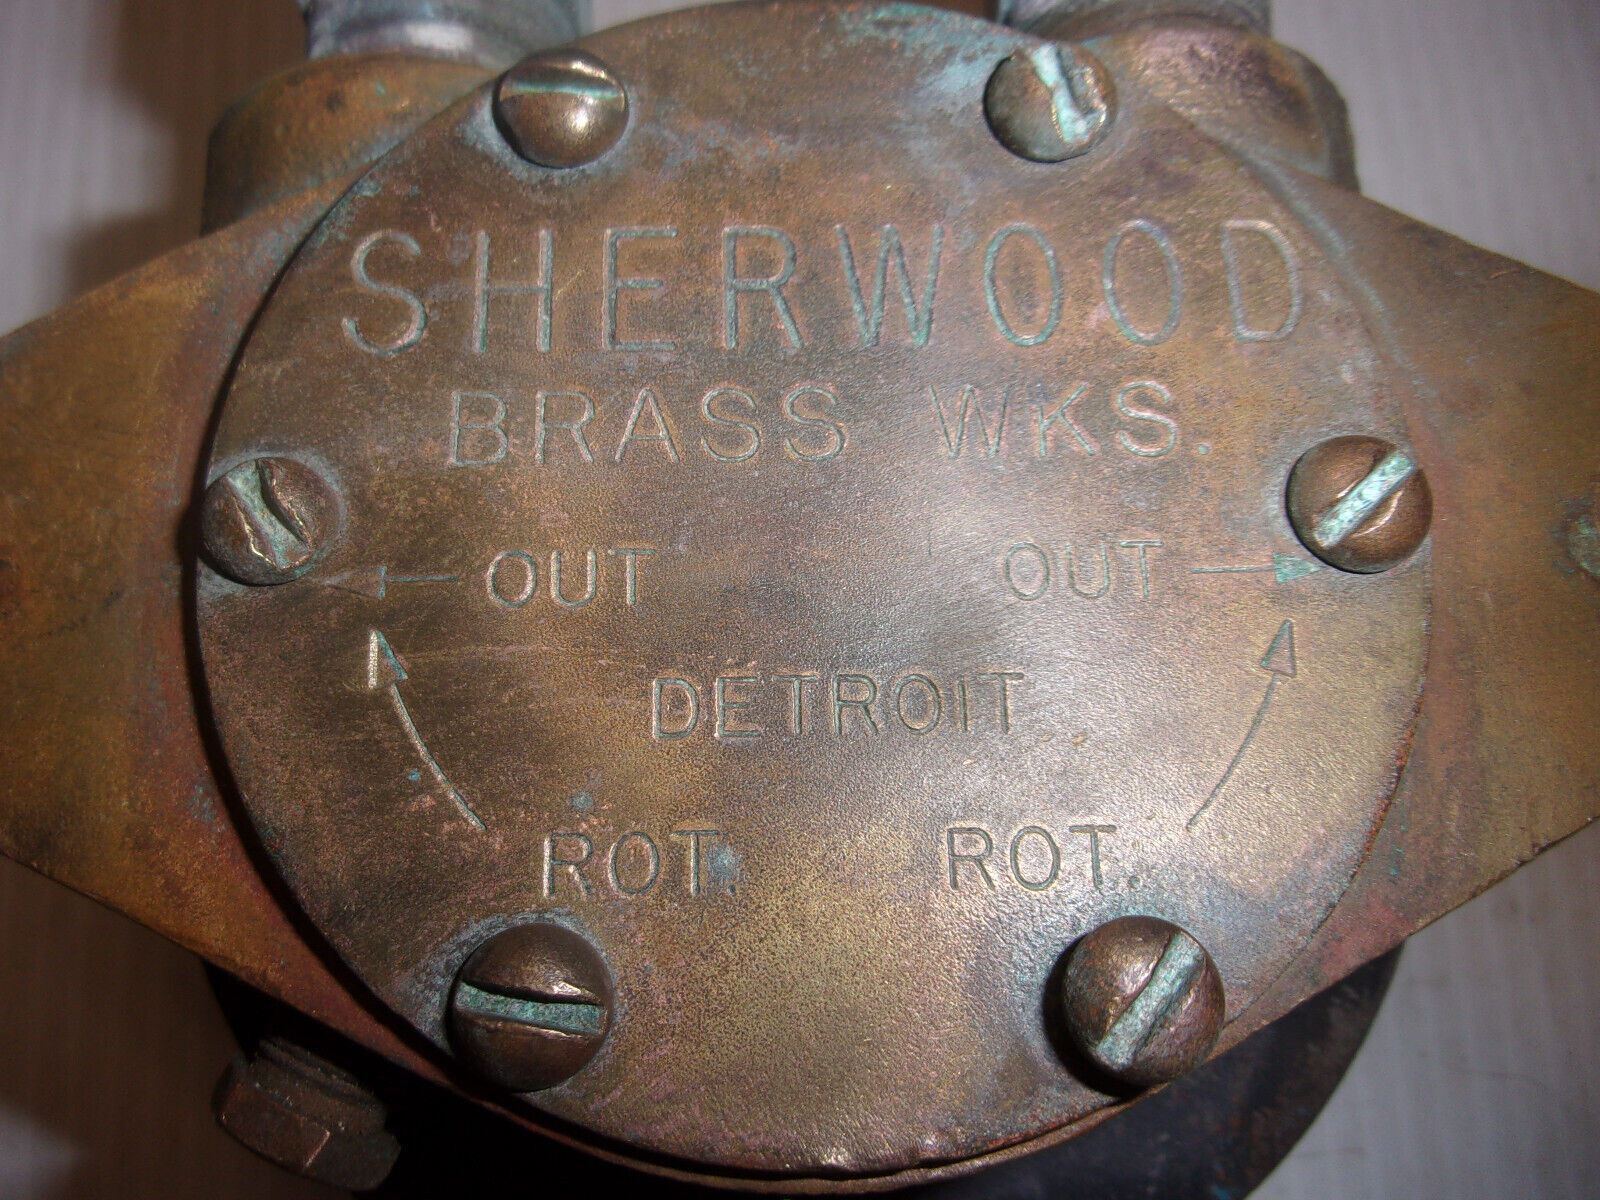 SHERWOOD
BRASS WKS.
OUT OUT
DETROIT
ROT. ROT.